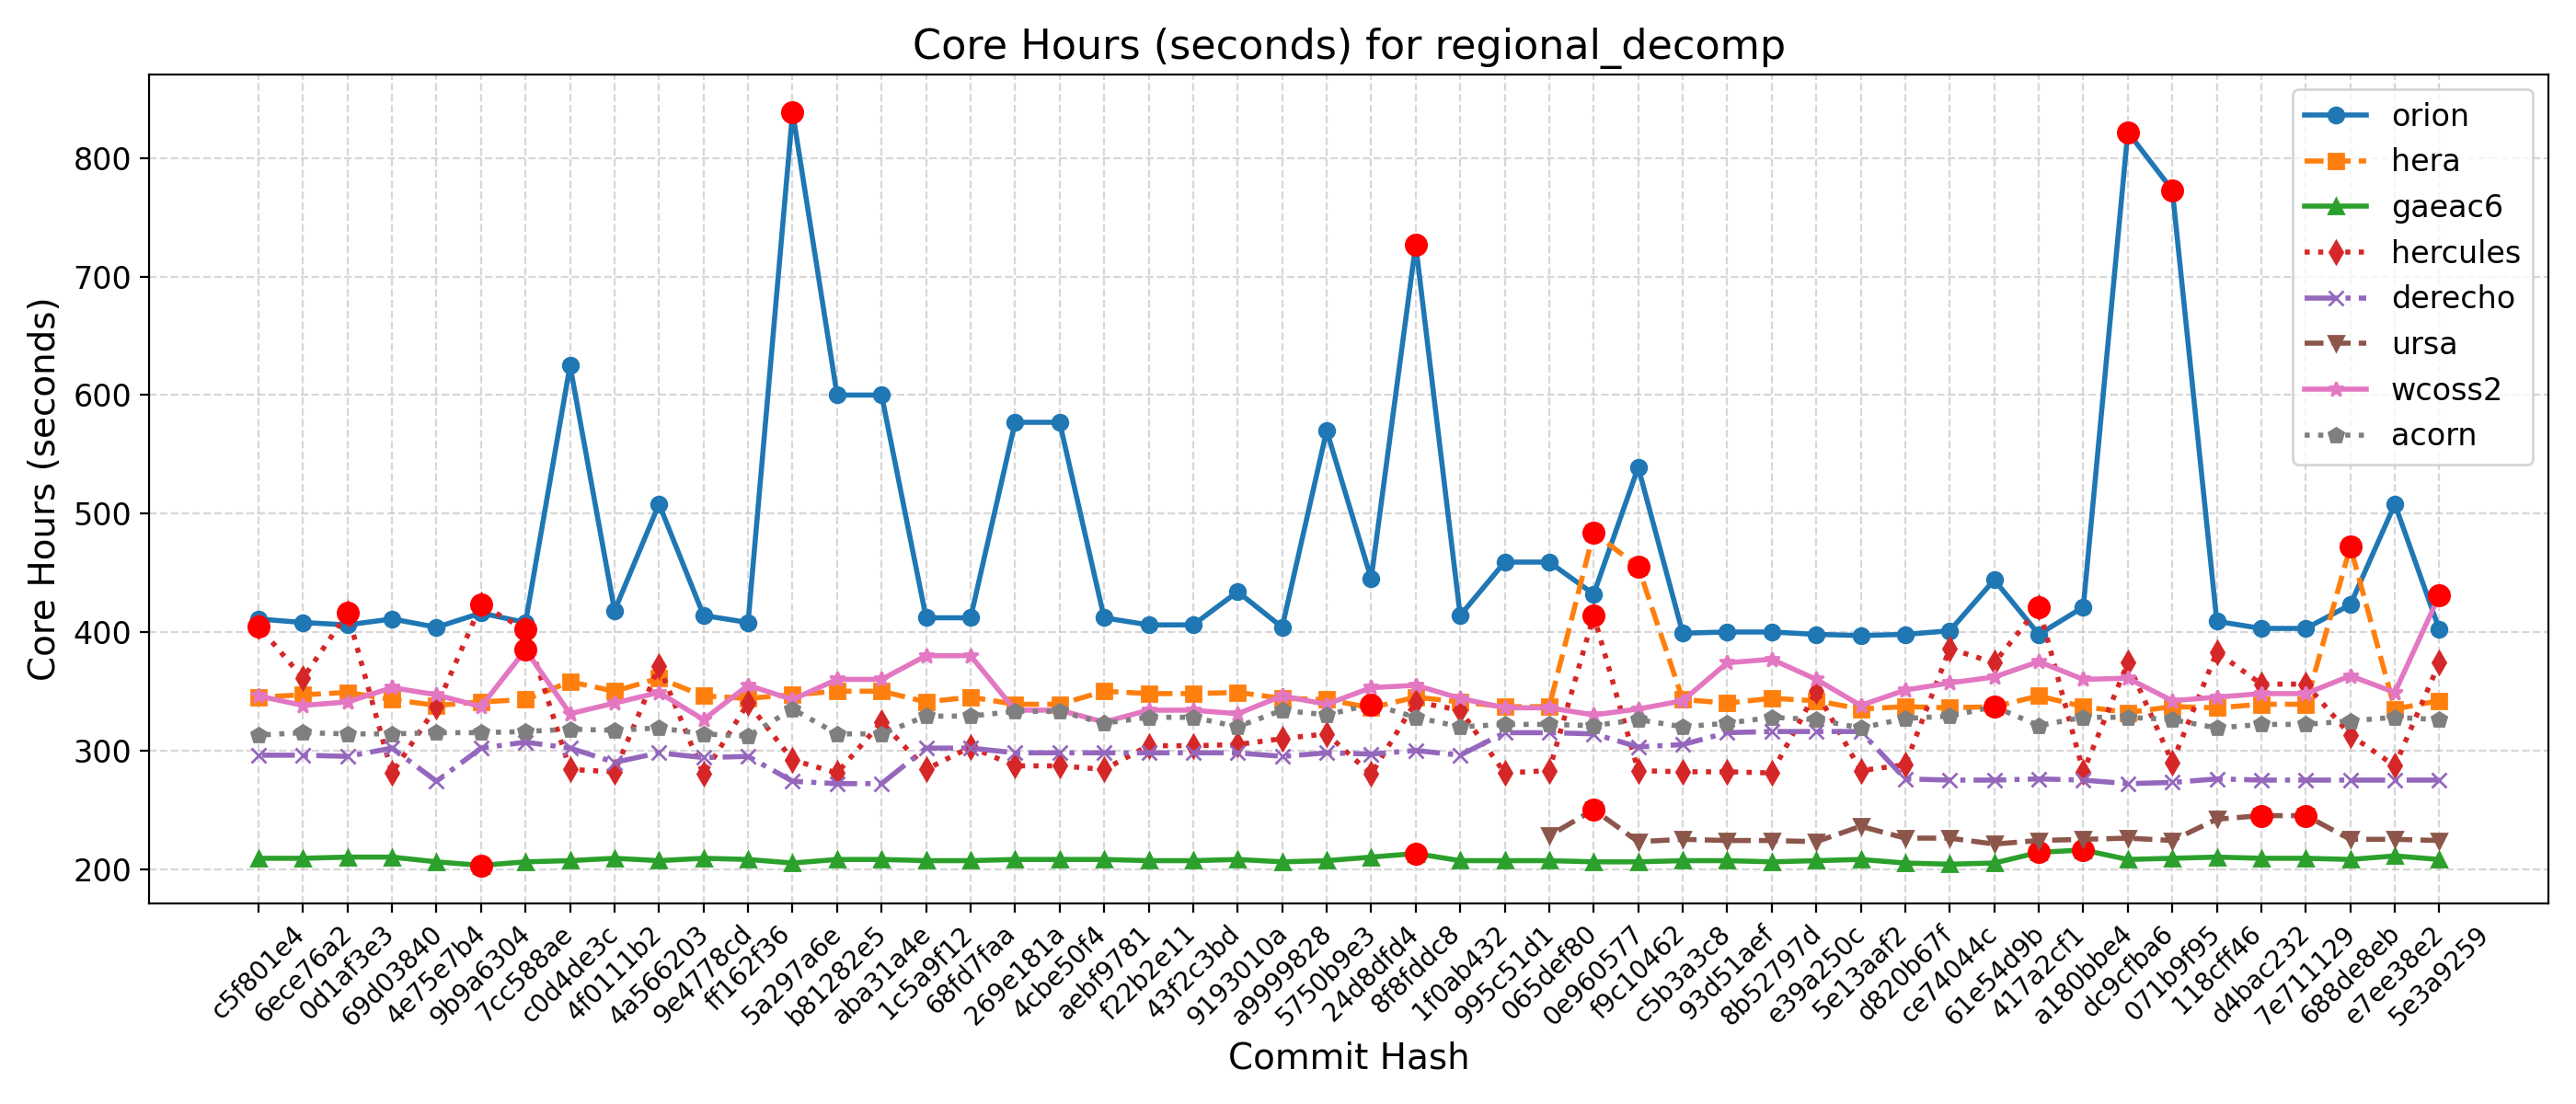 Core Hours (seconds) for regional_decomp
Core Hours (seconds)
800
700
600
500
400
300
200
orion
hera
gaeac6
hercules
derecho
ursa
wcoss2
acorn
c5f801e4
6ece76a2
0d1af3e3
69d03840
4e75e7b4
9b9a6304
7cc588ae
c0d4de3c
4f0111b2
4a566203
9e4778cd
ff162f36
5a297a6e
b81282e5
aba31a4e
1c5a9f12
68fd7faa
269e181a
4cbe50f4
aebf9781
f22b2e11
43f2c3bd
9193010a
a9999828
5750b9e3
24d8dfd4
8f8fddc8
1f0ab432
995c51d1
065def80
0e960577
f9c10462
c5b3a3c8
93d51aef
8b52797d
e39a250c
5e13aaf2
d820b67f
ce74044c
61e54d9b
417a2cf1
a180bbe4
dc9cfba6
071b9f95
118cff46
d4bac232
7e711129
688de8eb
e7ee38e2
5e3a9259
Commit Hash